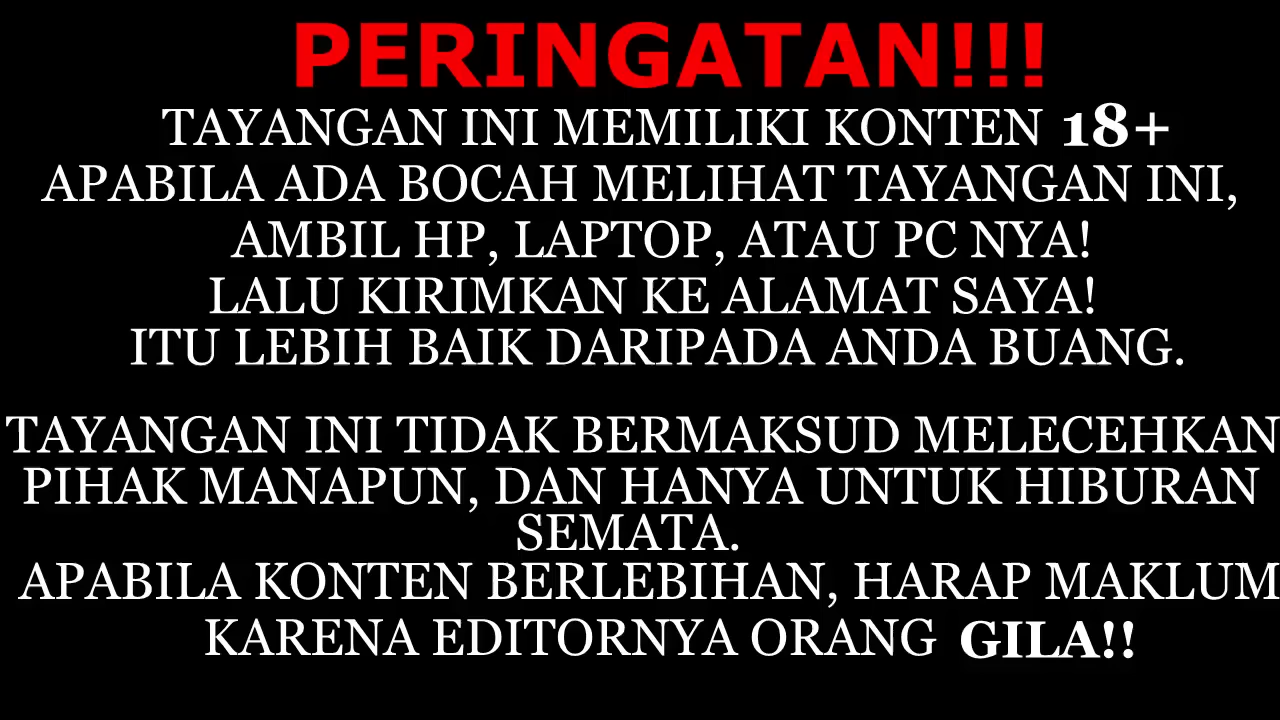 PERINGATAN!!!
TAYANGAN INI MEMILIKI KONTEN 18+
APABILA ADA BOCAH MELIHAT TAYANGAN INI,
AMBIL HP, LAPTOP, ATAU PC NYA!
LALU KIRIMKAN KE ALAMAT SAYA!
ITU LEBIH BAIK DARIPADA ANDA BUANG.
TAYANGAN INI TIDAK BERMAKSUD MELECEHKAN
PIHAK MANAPUN, DAN HANYA UNTUK HIBURAN
SEMATA.
APABILA KONTEN BERLEBIHAN, HARAP MAKLUM
KARENA EDITORNYA ORANG GILA!!